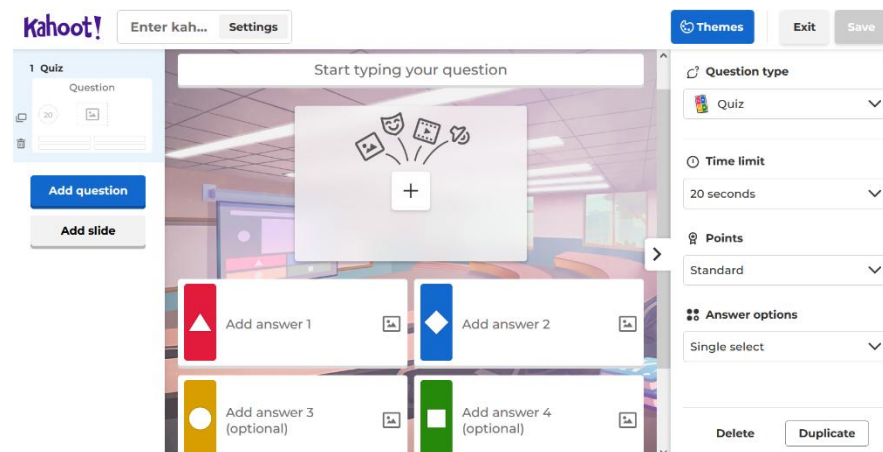 Kahoot!
Enter kah...
Settings
Themes
Exit
Save
1 Quiz
Question
20
Add question
Add slide
Start typing your question
Add answer 1
Add answer 2
Add answer 3
(optional)
Add answer 4
(optional)
Question type
Quiz
Time limit
20 seconds
Points
Standard
Answer options
Single select
Delete
Duplicate